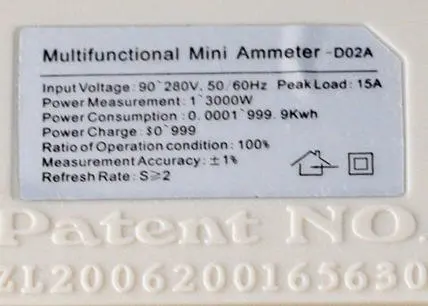 Multifunctional Mini Ammeter -D02A
Input Voltage: 90~280V, 50/60Hz Peak Load: 15A
Power Measurement: 1~3000W
Power Consumption: 0.0001~999.9Kwh
Power Charge: $0~999
Ratio of Operation condition: 100%
Measurement Accuracy: ±1%
Refresh Rate: S≥2
Patent NO.
ZL2006200165630